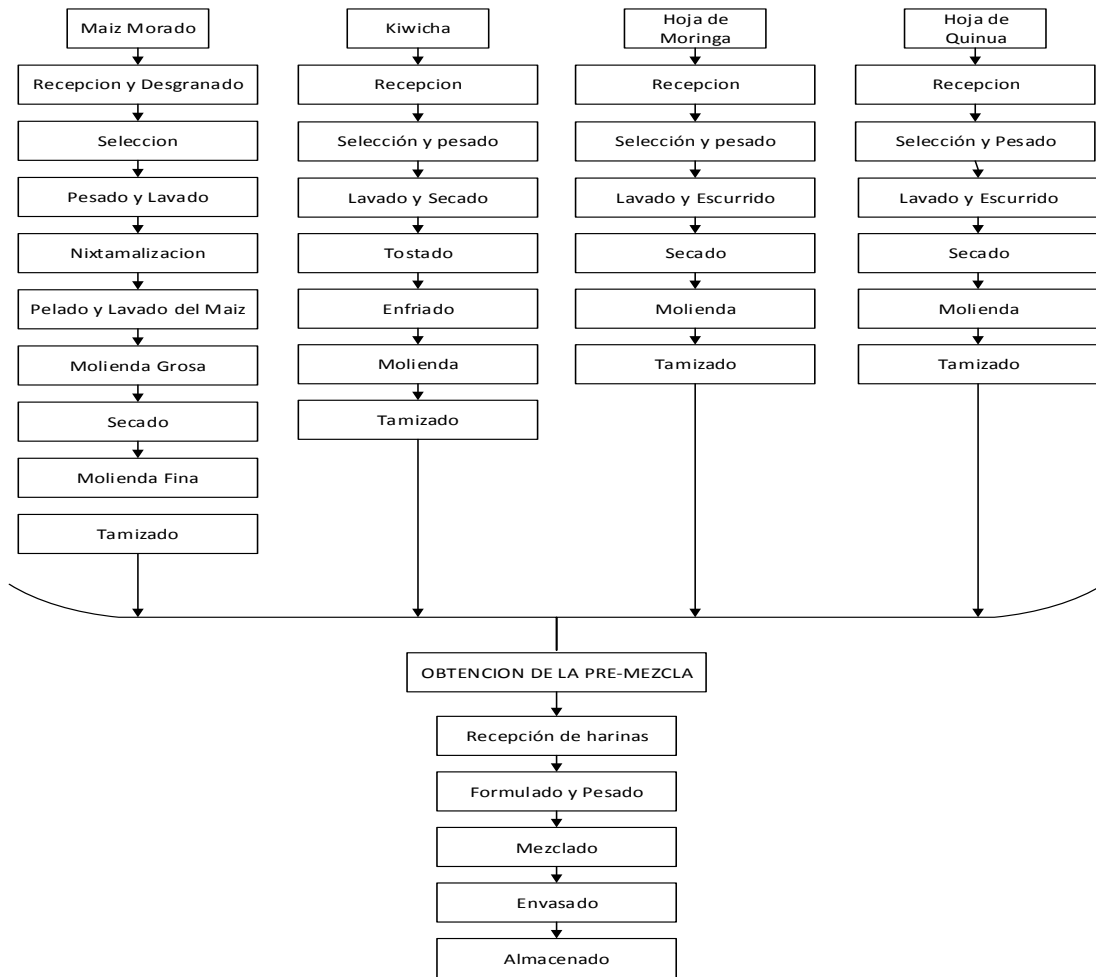 Maiz Morado
Recepcion y Desgranado
Seleccion
Pesado y Lavado
Nixtamalizacion
Pelado y Lavado del Maiz
Molienda Grosa
Secado
Molienda Fina
Tamizado
Kiwicha
Recepcion
Selección y pesado
Lavado y Secado
Tostado
Enfriado
Molienda
Tamizado
Hoja de
Moringa
Recepcion
Selección y pesado
Lavado y Escurrido
Secado
Molienda
Tamizado
Hoja de
Quinua
Recepcion
Selección y Pesado
Lavado y Escurrido
Secado
Molienda
Tamizado
OBTENCION DE LA PRE-MEZCLA
Recepción de harinas
Formulado y Pesado
Mezclado
Envasado
Almacenado